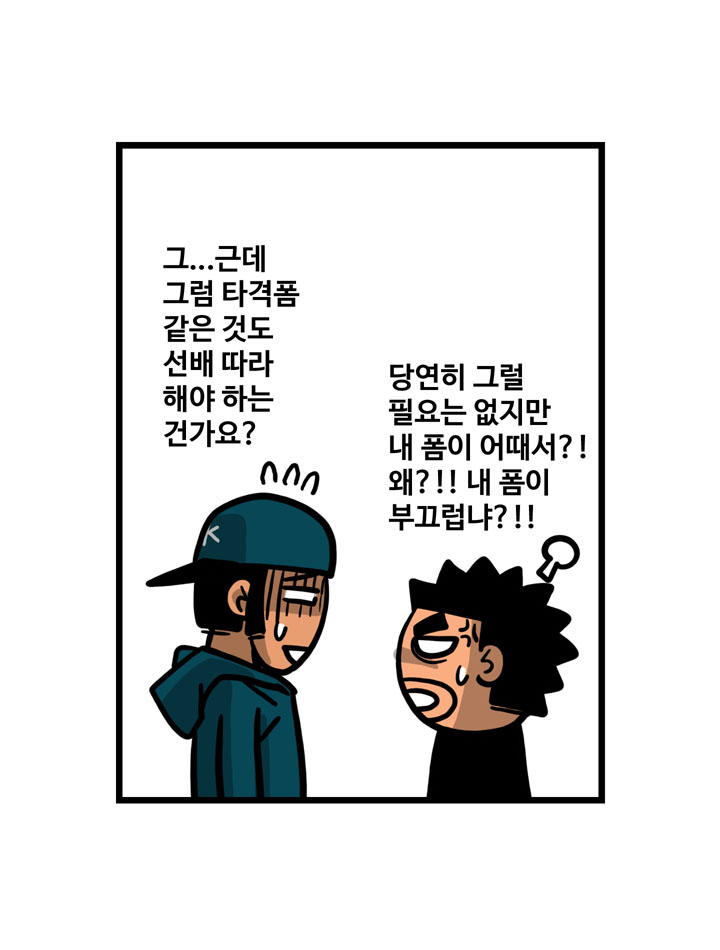 그...근데
그럼 타격폼
같은 것도
선배 따라
해야 하는
건가요?
당연히 그럴
필요는 없지만
내 폼이 어때서?!
왜?!! 내 폼이
부끄럽냐?!!
K